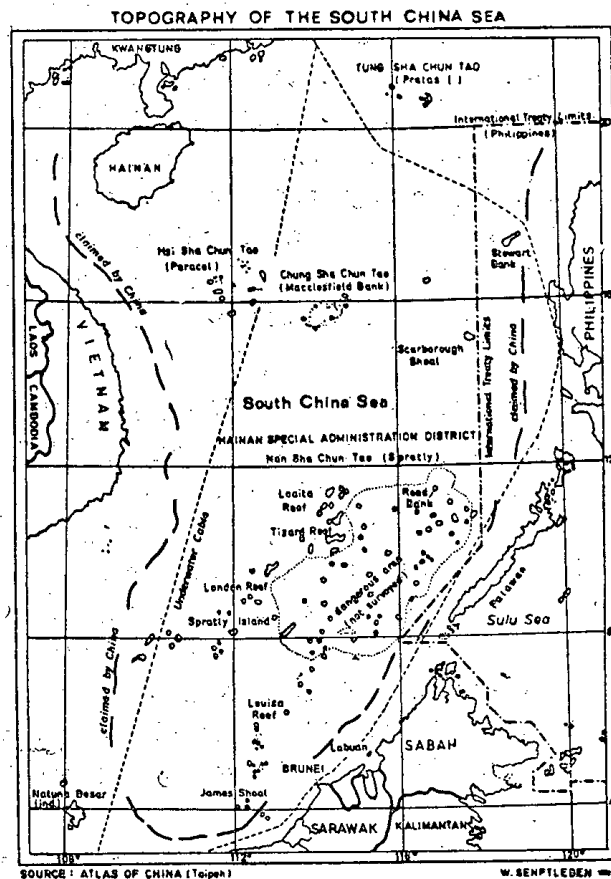 TOPOGRAPHY OF THE SOUTH CHINA SEA
KWANGTUNG
TUNG SHA CHUN TAO
(Pratas I.)
International Treaty Limits
(Philippines)
HAINAN
claimed by China
Hsi Sha Chun Tao
(Paracel)
Chung Sha Chun Tao
(Macclesfield Bank)
Stewart
Bank
PHILIPPINES
LAOS
CAMBODIA
VIETNAM
Scarborough
Shoal
International Treaty Limits
claimed by China
South China Sea
HAINAN SPECIAL ADMINISTRATION DISTRICT
Nan Sha Chun Tao (Spratly)
Loaita
Reef
Reed
Bank
Tizard Reef
Underwater Cables
dangerous area
(not surveyed)
London Reef
Spratly Island
Palawan
Sulu Sea
claimed by China
Louisa
Reef
Labuan
SABAH
BRUNEI
Natuna Besar
(ind.)
James Shoal
SARAWAK
KALIMANTAN
108°
112°
116°
120°
SOURCE: ATLAS OF CHINA (Taipeh)
W. SENFTLEBEN